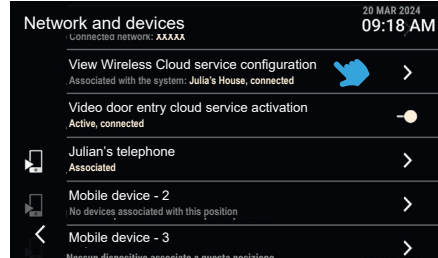 20 MAR 2024
Network and devices
09:18 AM
Connected network: XXXXX
View Wireless Cloud service configuration
Associated with the system: Julia's House, connected
Video door entry cloud service activation
Active, connected
Julian's telephone
Associated
Mobile device - 2
No devices associated with this position
Mobile device - 3
Nessun dispositivo associato a questa posizione